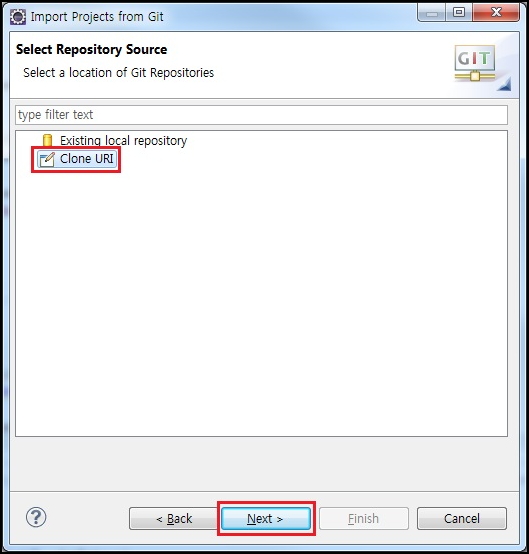 Import Projects from Git
Select Repository Source
Select a location of Git Repositories
GIT
type filter text
Existing local repository
Clone URI
?
< Back
Next >
Finish
Cancel